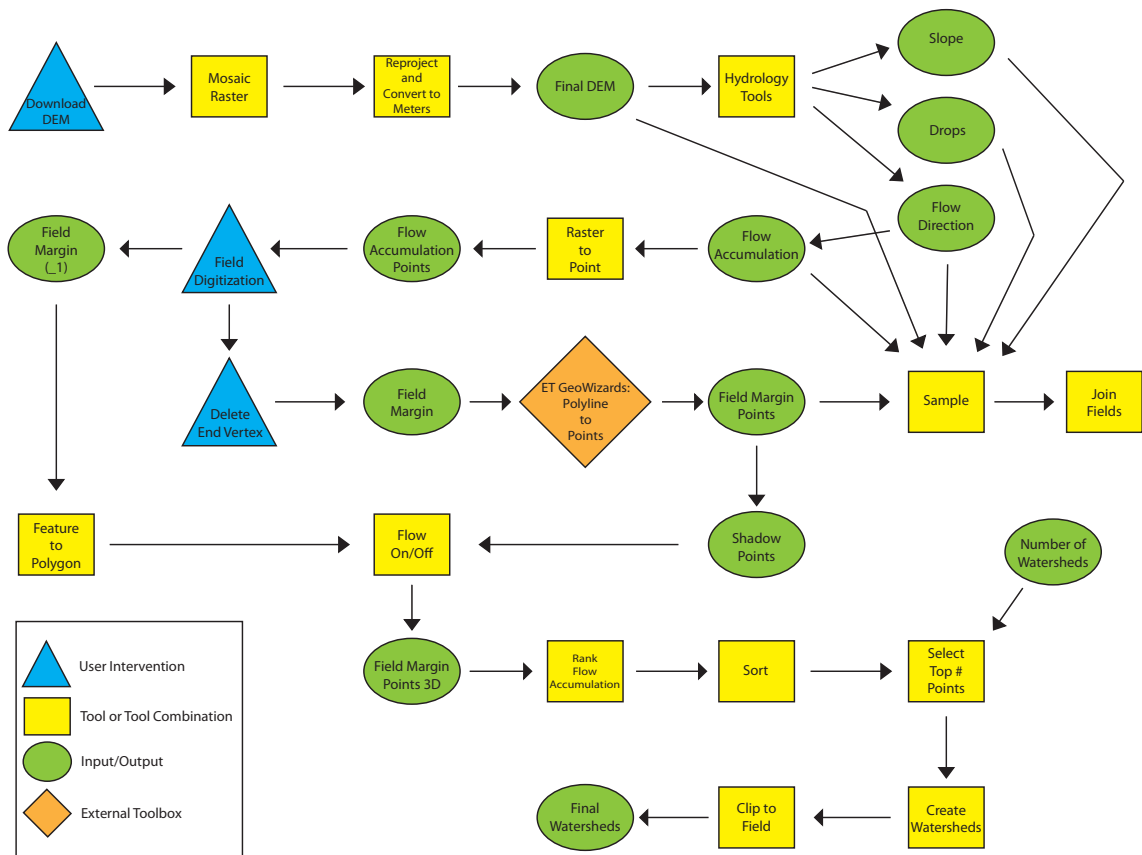 Download
DEM
Mosaic
Raster
Reproject
and
Convert to
Meters
Final DEM
Hydrology
Tools
Slope
Drops
Flow
Direction
Field
Margin
(_1)
Field
Digitization
Flow
Accumulation
Points
Raster
to
Point
Flow
Accumulation
Delete
End Vertex
Field
Margin
ET GeoWizards:
Polyline
to
Points
Field Margin
Points
Sample
Join
Fields
Feature
to
Polygon
Flow
On/Off
Shadow
Points
Number of
Watersheds
Field Margin
Points 3D
Rank
Flow
Accumulation
Sort
Select
Top #
Points
User Intervention
Tool or Tool Combination
Input/Output
External Toolbox
Final
Watersheds
Clip to
Field
Create
Watersheds